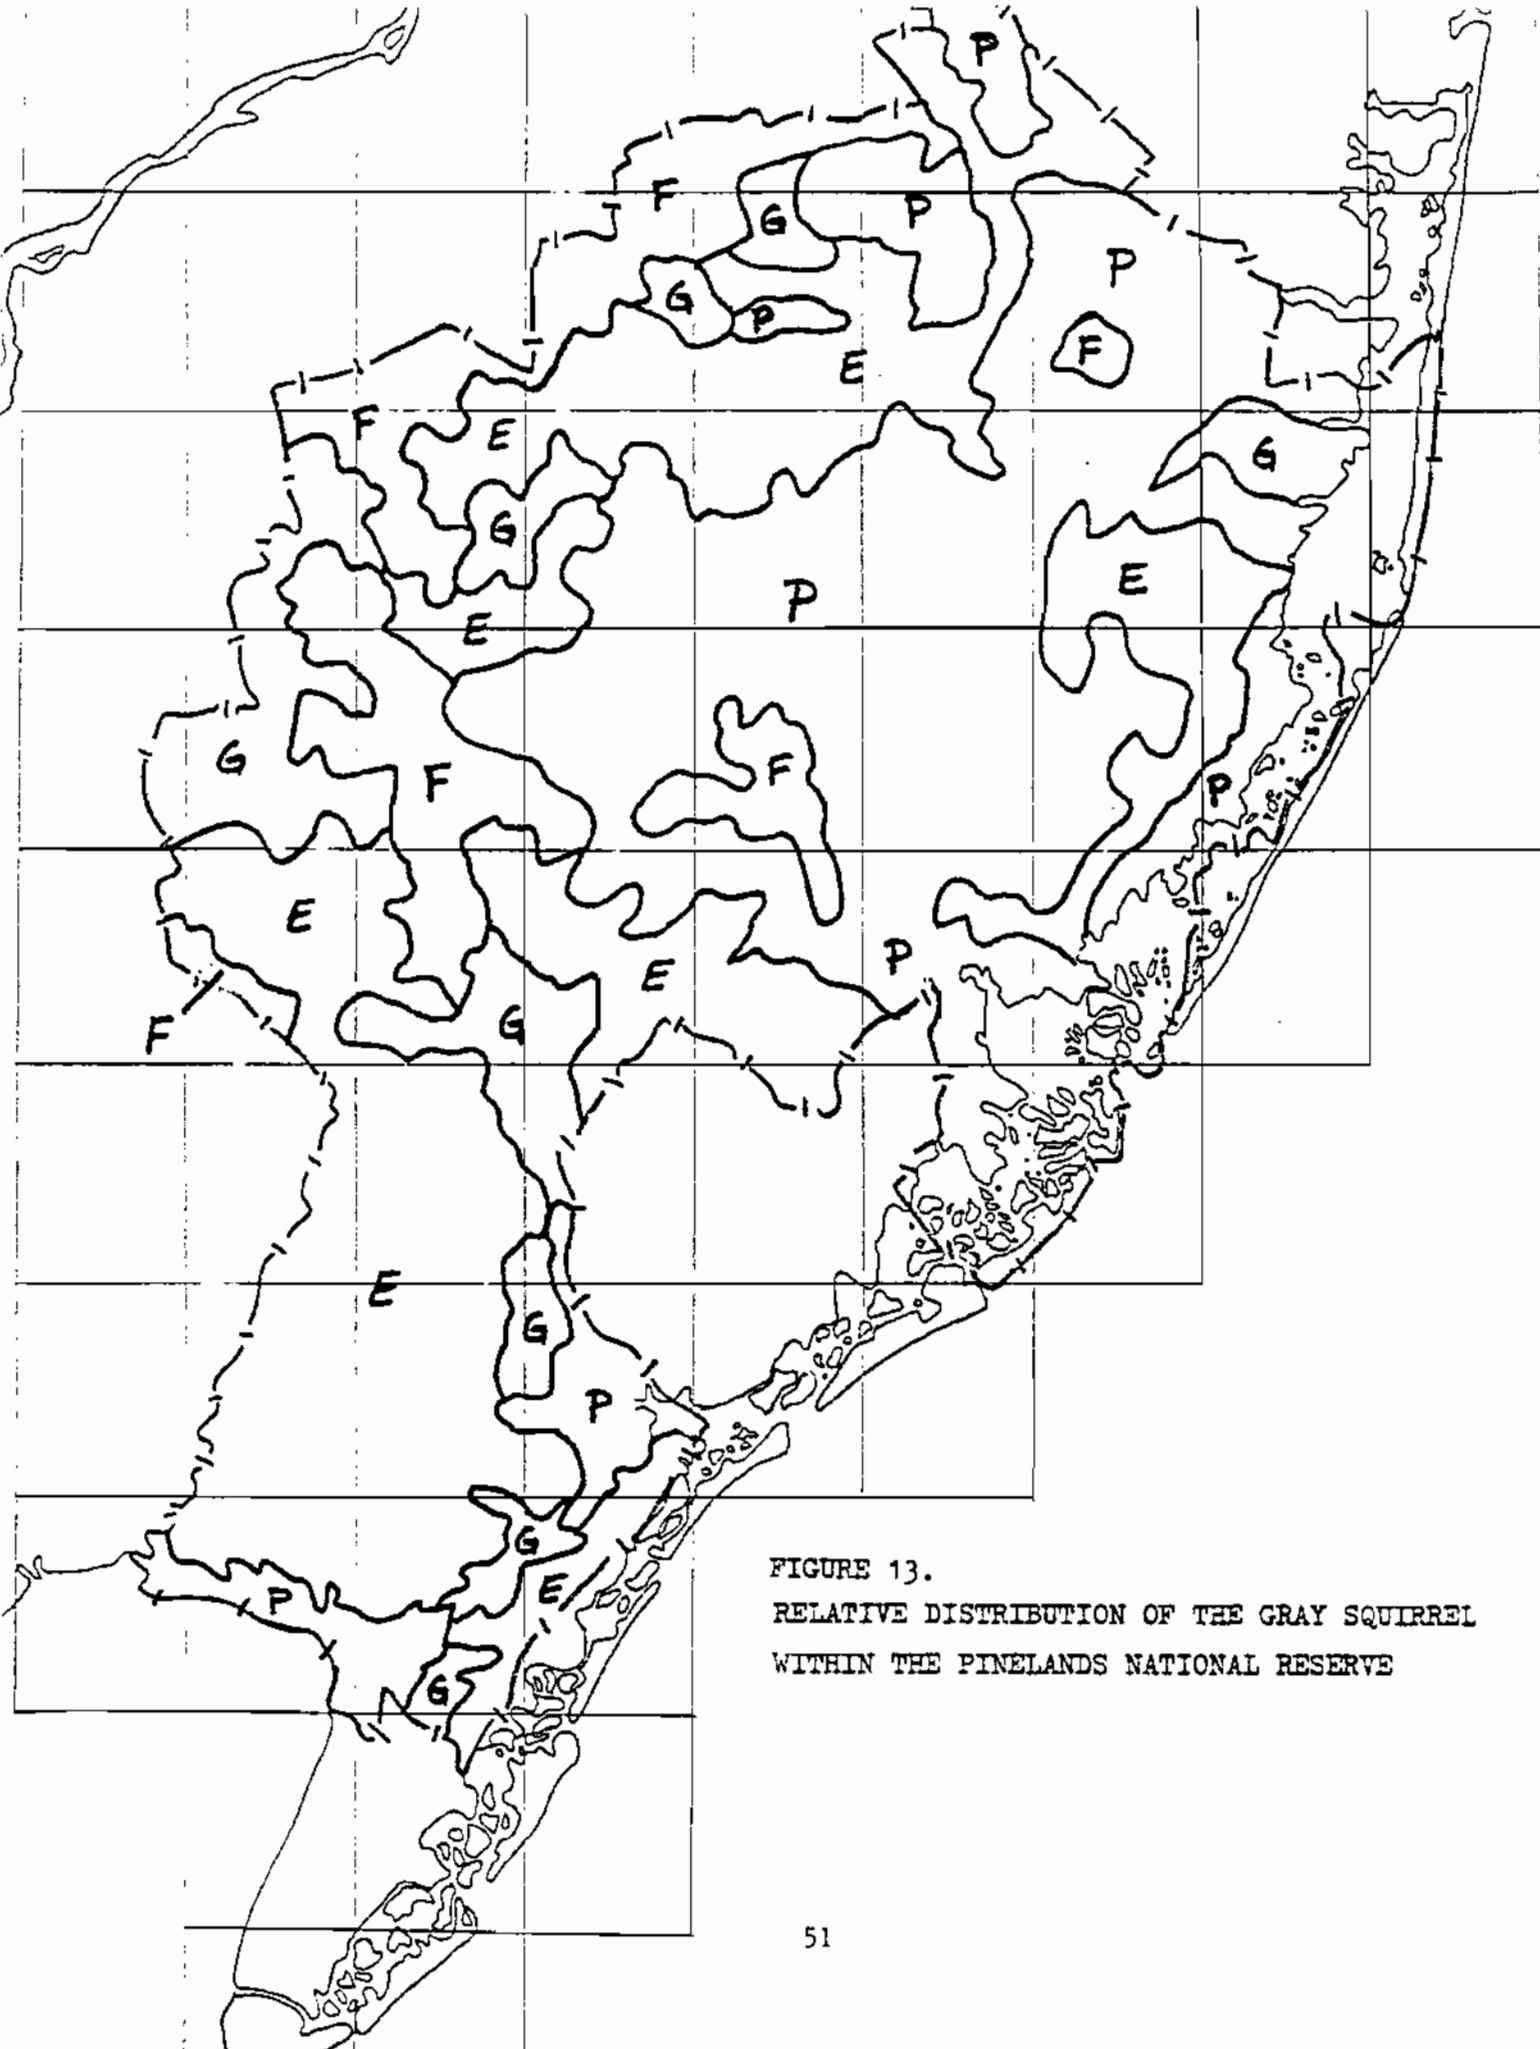 P
F
G
P
P
G
P
F
E
F
E
G
G
E
E
P
G
F
F
P
E
P
E
F
G
E
G
P
G
E
P
G
FIGURE 13.
RELATIVE DISTRIBUTION OF THE GRAY SQUIRREL
WITHIN THE PINELANDS NATIONAL RESERVE
51